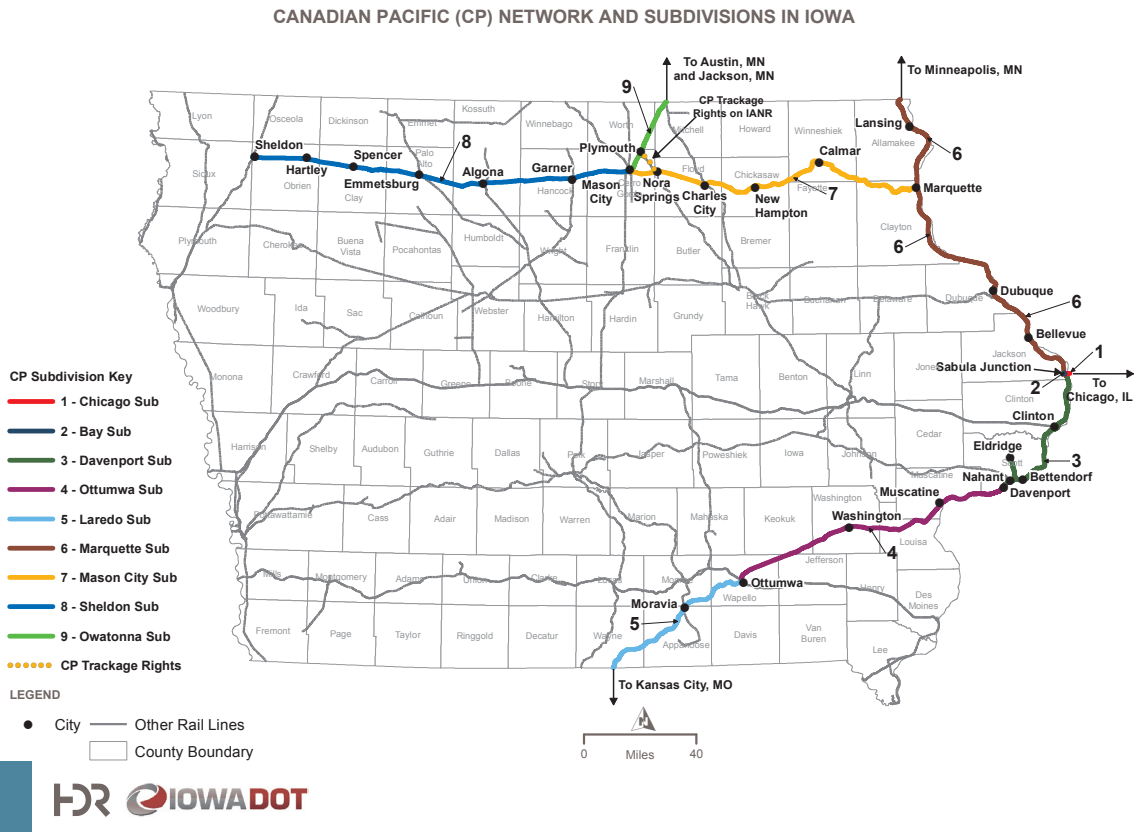 CANADIAN PACIFIC (CP) NETWORK AND SUBDIVISIONS IN IOWA
To Austin, MN
and Jackson, MN
To Minneapolis, MN
9
CP Trackage
Rights on IANR
Lyon
Osceola
Dickinson
Emmet
Kossuth
Winnebago
Worth
Mitchell
Howard
Winneshiek
Allamakee
Lansing
6
Sheldon
Hartley
Spencer
Emmetsburg
8
Algona
Garner
Plymouth
Mason
City
Nora
Springs
Charles
City
New
Hampton
Calmar
7
Marquette
Sioux
Obrien
Clay
Palo
Alto
Hancock
Cerro
Gordo
Floyd
Chickasaw
Fayette
Clayton
6
Plymouth
Cherokee
Buena
Vista
Pocahontas
Humboldt
Wright
Franklin
Butler
Bremer
Dubuque
6
Bellevue
Woodbury
Ida
Sac
Calhoun
Webster
Hamilton
Hardin
Grundy
Black
Hawk
Buchanan
Delaware
Dubuque
Jackson
1
Sabula Junction
2
To
Chicago, IL
Monona
Crawford
Carroll
Greene
Boone
Story
Marshall
Tama
Benton
Linn
Jones
Clinton
Clinton
Cedar
Eldridge
Scott
3
Nahant
Bettendorf
Davenport
Harrison
Shelby
Audubon
Guthrie
Dallas
Polk
Jasper
Poweshiek
Iowa
Johnson
Muscatine
Muscatine
Washington
Washington
4
Louisa
Pottawattamie
Cass
Adair
Madison
Warren
Marion
Mahaska
Keokuk
Jefferson
Mills
Montgomery
Adams
Union
Clarke
Lucas
Monroe
Ottumwa
Wapello
Henry
Des
Moines
Moravia
5
Fremont
Page
Taylor
Ringgold
Decatur
Wayne
Appanoose
Davis
Van
Buren
Lee
To Kansas City, MO
CP Subdivision Key
1 - Chicago Sub
2 - Bay Sub
3 - Davenport Sub
4 - Ottumwa Sub
5 - Laredo Sub
6 - Marquette Sub
7 - Mason City Sub
8 - Sheldon Sub
9 - Owatonna Sub
CP Trackage Rights
LEGEND
City
Other Rail Lines
County Boundary
N
0
Miles
40
HDR
IOWADOT